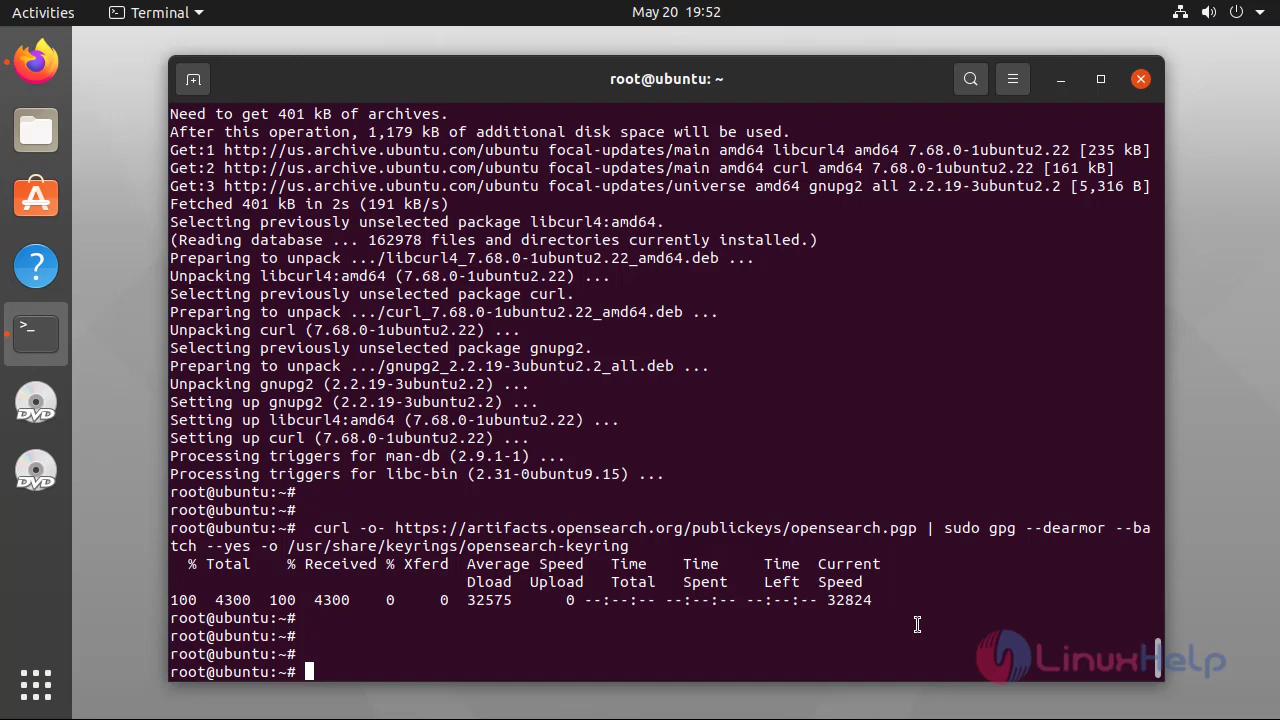 Activities
Terminal
May 20 19:52
root@ubuntu: ~
Need to get 401 kB of archives.
After this operation, 1,179 kB of additional disk space will be used.
Get:1 http://us.archive.ubuntu.com/ubuntu focal-updates/main amd64 libcurl4 amd64 7.68.0-1ubuntu2.22 [235 kB]
Get:2 http://us.archive.ubuntu.com/ubuntu focal-updates/main amd64 curl amd64 7.68.0-1ubuntu2.22 [161 kB]
Get:3 http://us.archive.ubuntu.com/ubuntu focal-updates/universe amd64 gnupg2 all 2.2.19-3ubuntu2.2 [5,316 B]
Fetched 401 kB in 2s (191 kB/s)
Selecting previously unselected package libcurl4:amd64.
(Reading database ... 162978 files and directories currently installed.)
Preparing to unpack .../libcurl4_7.68.0-1ubuntu2.22_amd64.deb ...
Unpacking libcurl4:amd64 (7.68.0-1ubuntu2.22) ...
Selecting previously unselected package curl.
Preparing to unpack .../curl_7.68.0-1ubuntu2.22_amd64.deb ...
Unpacking curl (7.68.0-1ubuntu2.22) ...
Selecting previously unselected package gnupg2.
Preparing to unpack .../gnupg2_2.2.19-3ubuntu2.2_all.deb ...
Unpacking gnupg2 (2.2.19-3ubuntu2.2) ...
Setting up gnupg2 (2.2.19-3ubuntu2.2) ...
Setting up libcurl4:amd64 (7.68.0-1ubuntu2.22) ...
Setting up curl (7.68.0-1ubuntu2.22) ...
Processing triggers for man-db (2.9.1-1) ...
Processing triggers for libc-bin (2.31-0ubuntu9.15) ...
root@ubuntu:~#
root@ubuntu:~#
root@ubuntu:~#  curl -o- https://artifacts.opensearch.org/publickeys/opensearch.pgp | sudo gpg --dearmor --ba
tch --yes -o /usr/share/keyrings/opensearch-keyring
  % Total    % Received % Xferd  Average Speed   Time    Time     Time  Current
                                 Dload  Upload   Total   Spent    Left  Speed
100  4300  100  4300    0     0  32575      0 --:--:-- --:--:-- --:--:-- 32824
root@ubuntu:~#
root@ubuntu:~#
root@ubuntu:~#
root@ubuntu:~#
LinuxHelp
>_
?
DVD
DVD